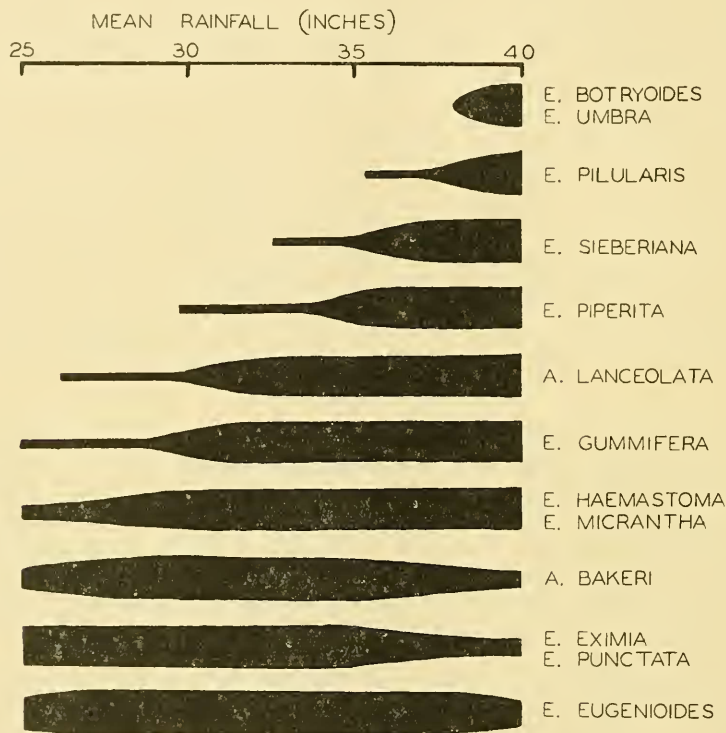 MEAN RAINFALL (INCHES)
25 30 35 40
E. BOTRYOIDES
E. UMBRA
E. PILULARIS
E. SIEBERIANA
E. PIPERITA
A. LANCEOLATA
E. GUMMIFERA
E. HAEMASTOMA
E. MICRANTHA
A. BAKERI
E. EXIMIA
E. PUNCTATA
E. EUGENIOIDES